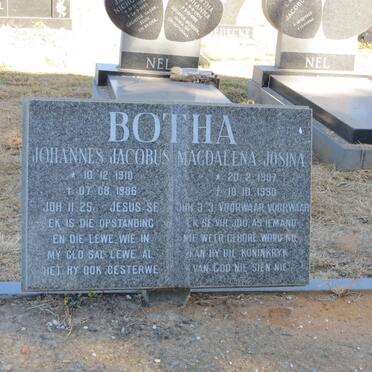 NEL
NEL
BOTHA
JOHANNES JACOBUS
* 10.12.1910
† 07.08.1986
JOH 11:25 JESUS SE
EK IS DIE OPSTANDING
EN DIE LEWE, WIE IN
MY GLO SAL LEWE AL
HET HY OOK GESTERWE
MAGDALENA JOSINA
* 20.2.1907
† 10.10.1990
JOH 3:3 VOORWAAR, VOORWAAR
EK SE VIR JOU, AS IEMAND
NIE WEER GEBORE WORD NIE
KAN HY DIE KONINKRYK
VAN GOD NIE SIEN NIE